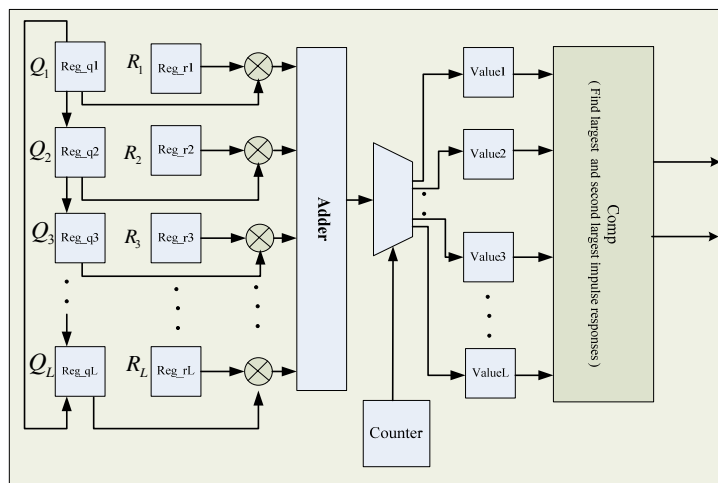 Q1 Reg_q1 R1 Reg_r1
Q2 Reg_q2 R2 Reg_r2
Q3 Reg_q3 R3 Reg_r3
QL Reg_qL RL Reg_rL
Adder
Counter
Value1
Value2
Value3
ValueL
Comp
( Find largest and second largest impulse responses )